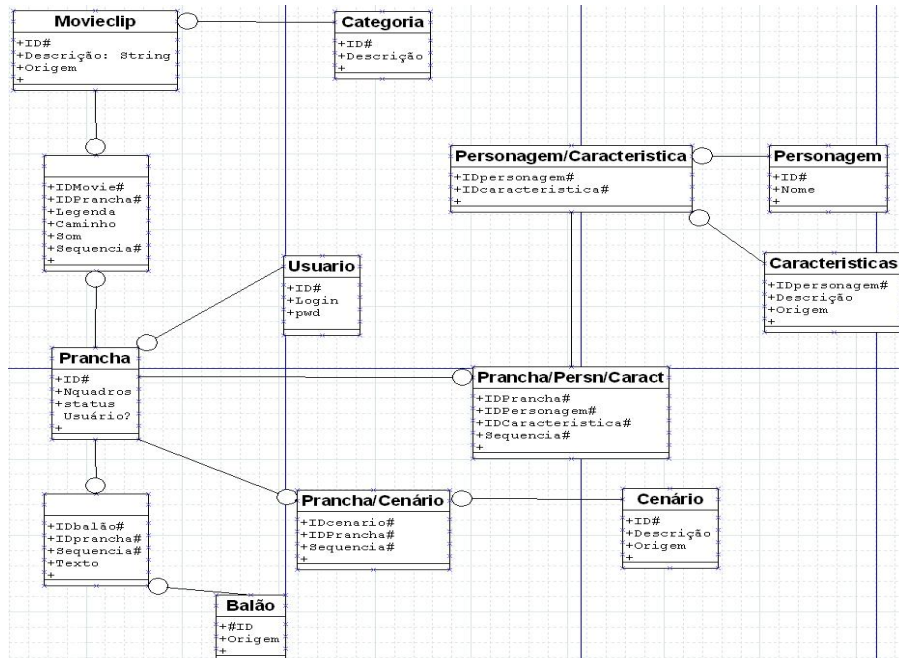 Movieclip
+ID#
+Descrição: String
+Origem
+
Categoria
+ID#
+Descrição
+
+IDMovie#
+IDPrancha#
+Legenda
+Caminho
+Som
+Sequencia#
+
Personagem/Caracteristica
+IDpersonagem#
+IDcaracteristica#
+
Personagem
+ID#
+Nome
+
Caracteristicas
+IDpersonagem#
+Descrição
+Origem
+
Usuario
+ID#
+Login
+pwd
Prancha
+ID#
+Nquadros
+status
Usuário?
+
Prancha/Persn/Caract
+IDPrancha#
+IDPersonagem#
+IDCaracteristica#
+Sequencia#
+
+IDbalão#
+IDprancha#
+Sequencia#
+Texto
+
Prancha/Cenário
+IDcenario#
+IDPrancha#
+Sequencia#
+
Cenário
+ID#
+Descrição
+Origem
+
Balão
+#ID
+Origem
+